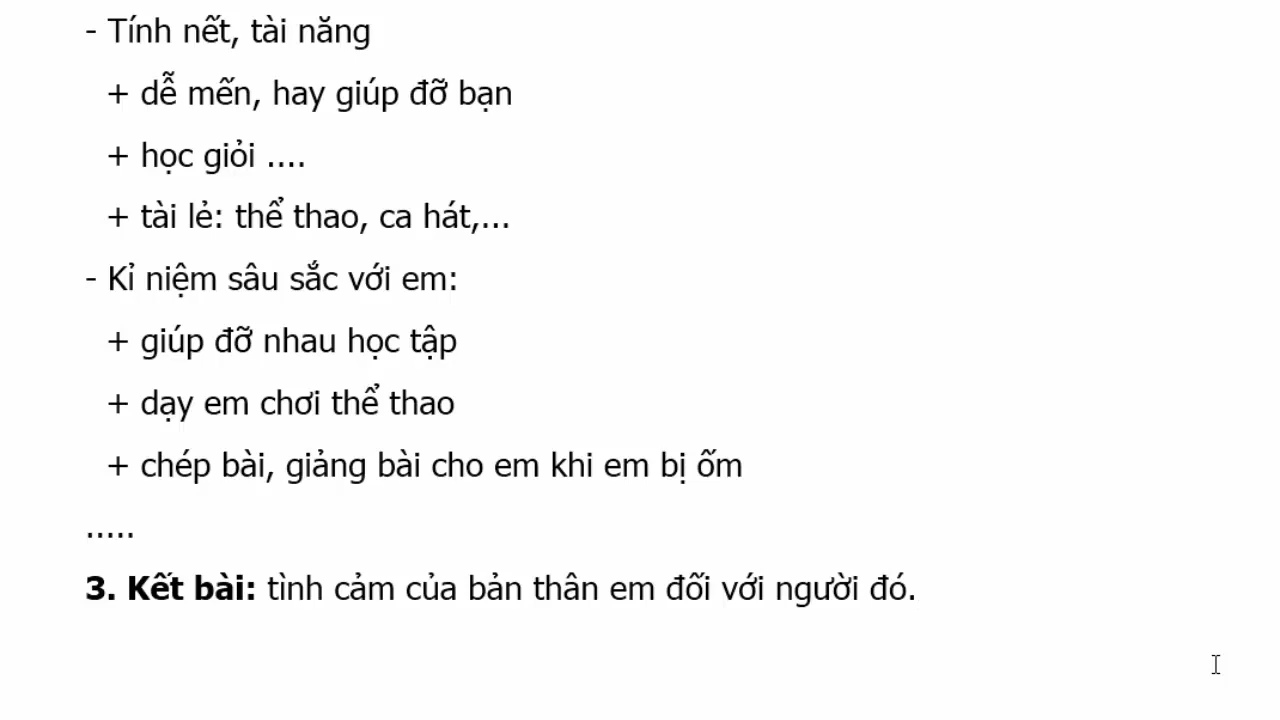 - Tính nết, tài năng
+ dễ mến, hay giúp đỡ bạn
+ học giỏi ....
+ tài lẻ: thể thao, ca hát,...
- Kỉ niệm sâu sắc với em:
+ giúp đỡ nhau học tập
+ dạy em chơi thể thao
+ chép bài, giảng bài cho em khi em bị ốm
.....
3. Kết bài: tình cảm của bản thân em đối với người đó.